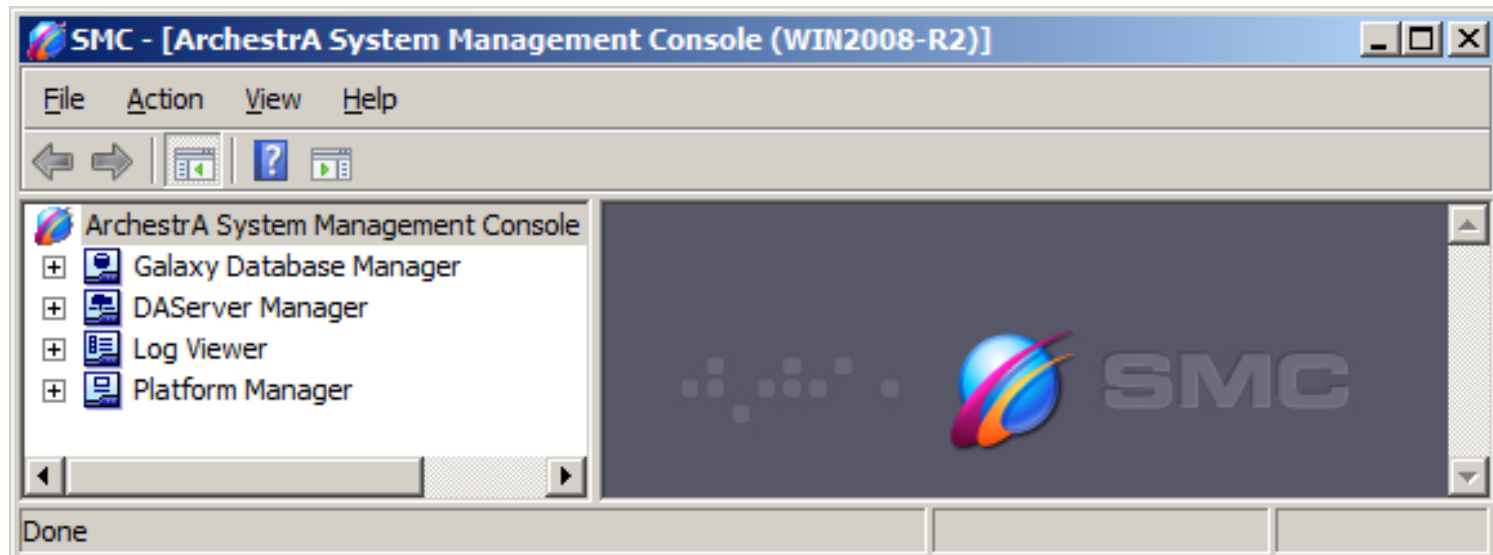 SMC - [ArchestrA System Management Console (WIN2008-R2)]
File Action View Help
ArchestrA System Management Console
Galaxy Database Manager
DAServer Manager
Log Viewer
Platform Manager
SMC
Done